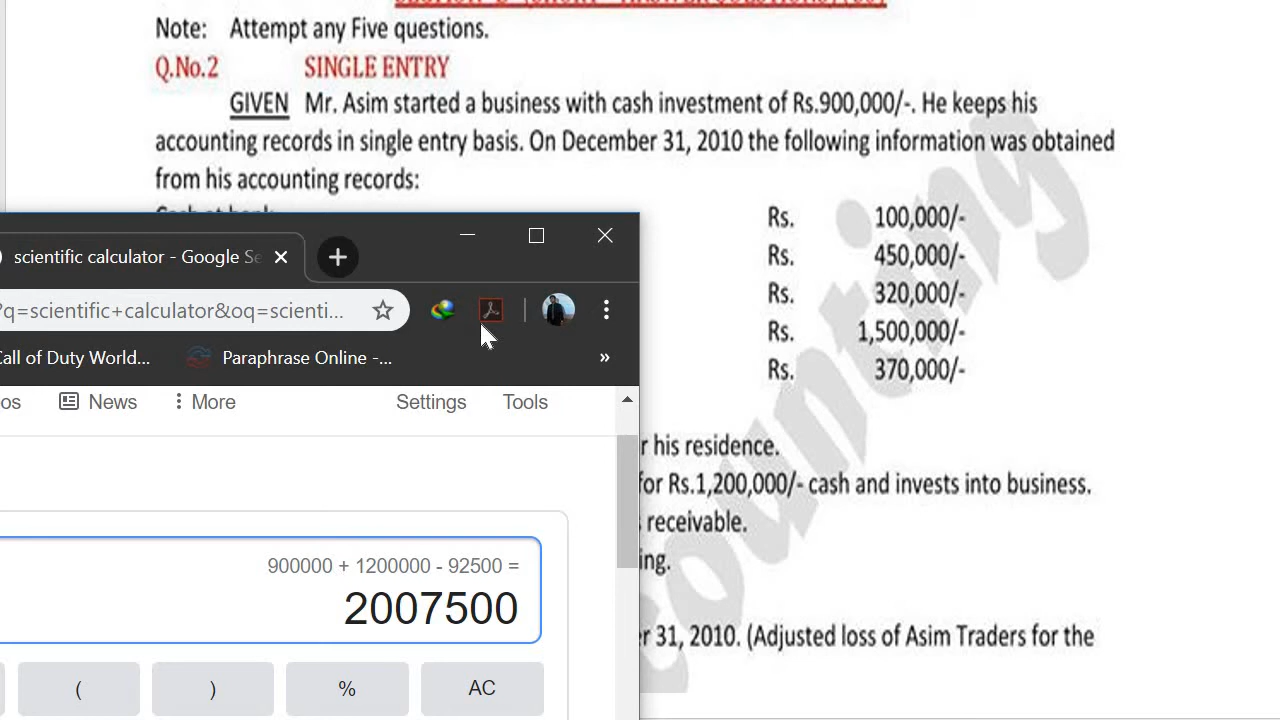 Note: Attempt any Five questions.
Q.No.2 SINGLE ENTRY
GIVEN Mr. Asim started a business with cash investment of Rs.900,000/-. He keeps his
accounting records in single entry basis. On December 31, 2010 the following information was obtained
from his accounting records:
Rs. 100,000/-
Rs. 450,000/-
Rs. 320,000/-
Rs. 1,500,000/-
Rs. 370,000/-
r his residence.
for Rs.1,200,000/- cash and invests into business.
receivable.
ing.
r 31, 2010. (Adjusted loss of Asim Traders for the
scientific calculator - Google Se
?q=scientific+calculator&oq=scienti...
Call of Duty World... Paraphrase Online -... »
os News More Settings Tools
900000 + 1200000 - 92500 =
2007500
( ) % AC
ounting